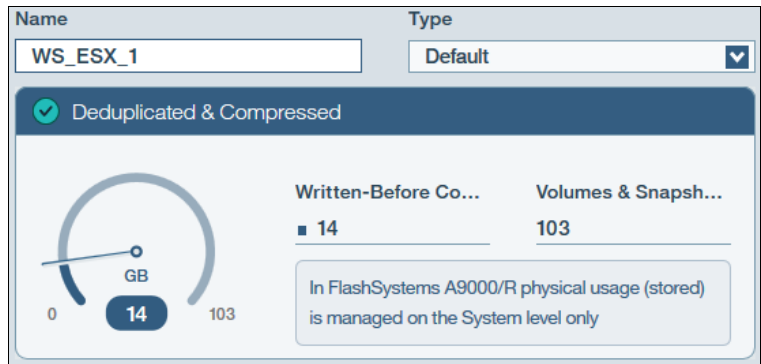 Name
Type
WS_ESX_1
Default
Deduplicated & Compressed
Written-Before Co...
Volumes & Snapsh...
14
103
GB
0
14
103
In FlashSystems A9000/R physical usage (stored)
is managed on the System level only